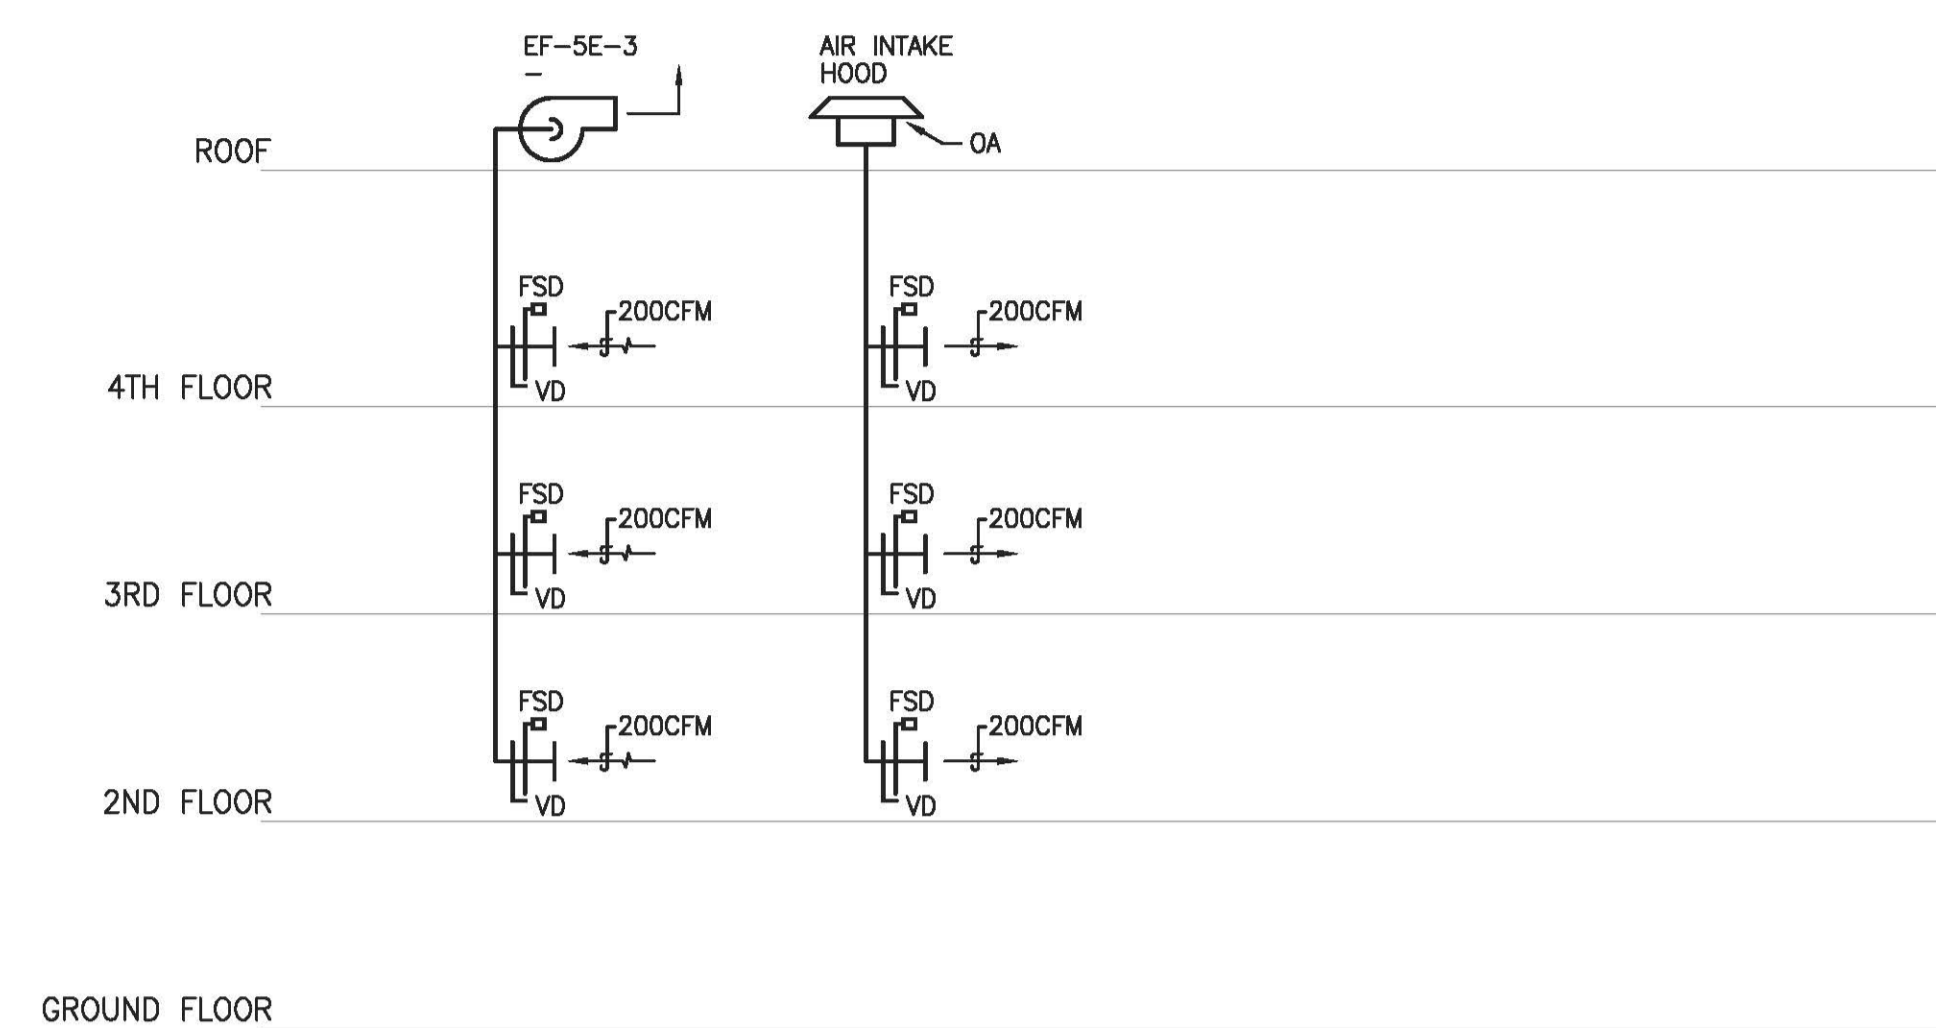 EF-5E-3
-
AIR INTAKE
HOOD
ROOF
OA
FSD
200CFM
VD
FSD
200CFM
VD
4TH FLOOR
FSD
200CFM
VD
FSD
200CFM
VD
3RD FLOOR
FSD
200CFM
VD
FSD
200CFM
VD
2ND FLOOR
GROUND FLOOR